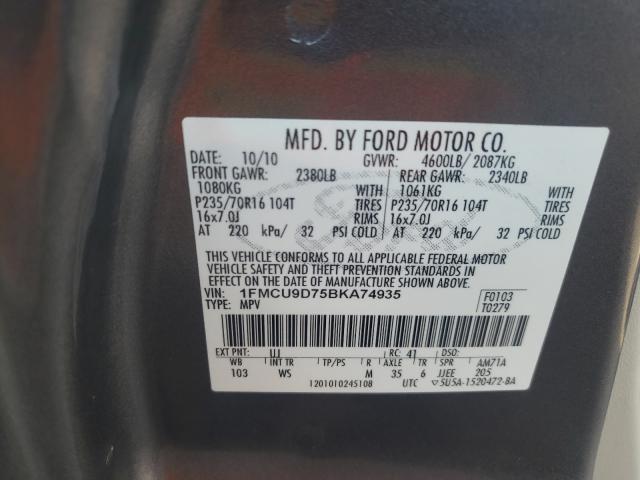 MFD. BY FORD MOTOR CO.
DATE: 10/10 GVWR: 4600LB/ 2087KG
FRONT GAWR: 2380LB REAR GAWR: 2340LB
1080KG WITH 1061KG WITH
P235/70R16 104T TIRES P235/70R16 104T TIRES
16x7.0J RIMS 16x7.0J RIMS
AT 220 kPa/ 32 PSI COLD AT 220 kPa/ 32 PSI COLD
THIS VEHICLE CONFORMS TO ALL APPLICABLE FEDERAL MOTOR
VEHICLE SAFETY AND THEFT PREVENTION STANDARDS IN
EFFECT ON THE DATE OF MANUFACTURE SHOWN ABOVE.
VIN: 1FMCU9D75BKA74935 F0103
TYPE: MPV T0279
EXT PNT: UJ RC: 41 DSO:
WB INT TR TP/PS R AXLE TR SPR AM71A
103 WS M 35 6 JJEE 205
1201010245108 UTC 5U5A-1520472-BA